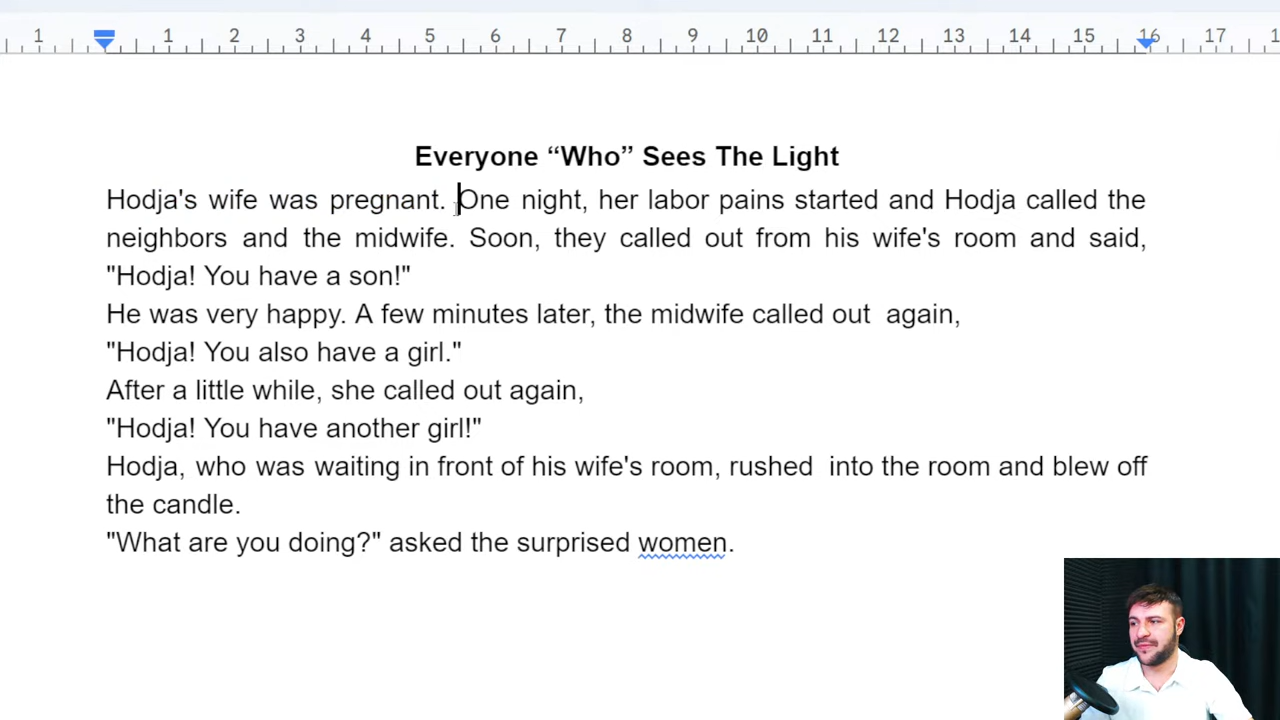 1 1 2 3 4 5 6 7 8 9 10 11 12 13 14 15 16 17
Everyone “Who” Sees The Light
Hodja's wife was pregnant. One night, her labor pains started and Hodja called the
neighbors and the midwife. Soon, they called out from his wife's room and said,
"Hodja! You have a son!"
He was very happy. A few minutes later, the midwife called out  again,
"Hodja! You also have a girl."
After a little while, she called out again,
"Hodja! You have another girl!"
Hodja, who was waiting in front of his wife's room, rushed  into the room and blew off
the candle.
"What are you doing?" asked the surprised women.